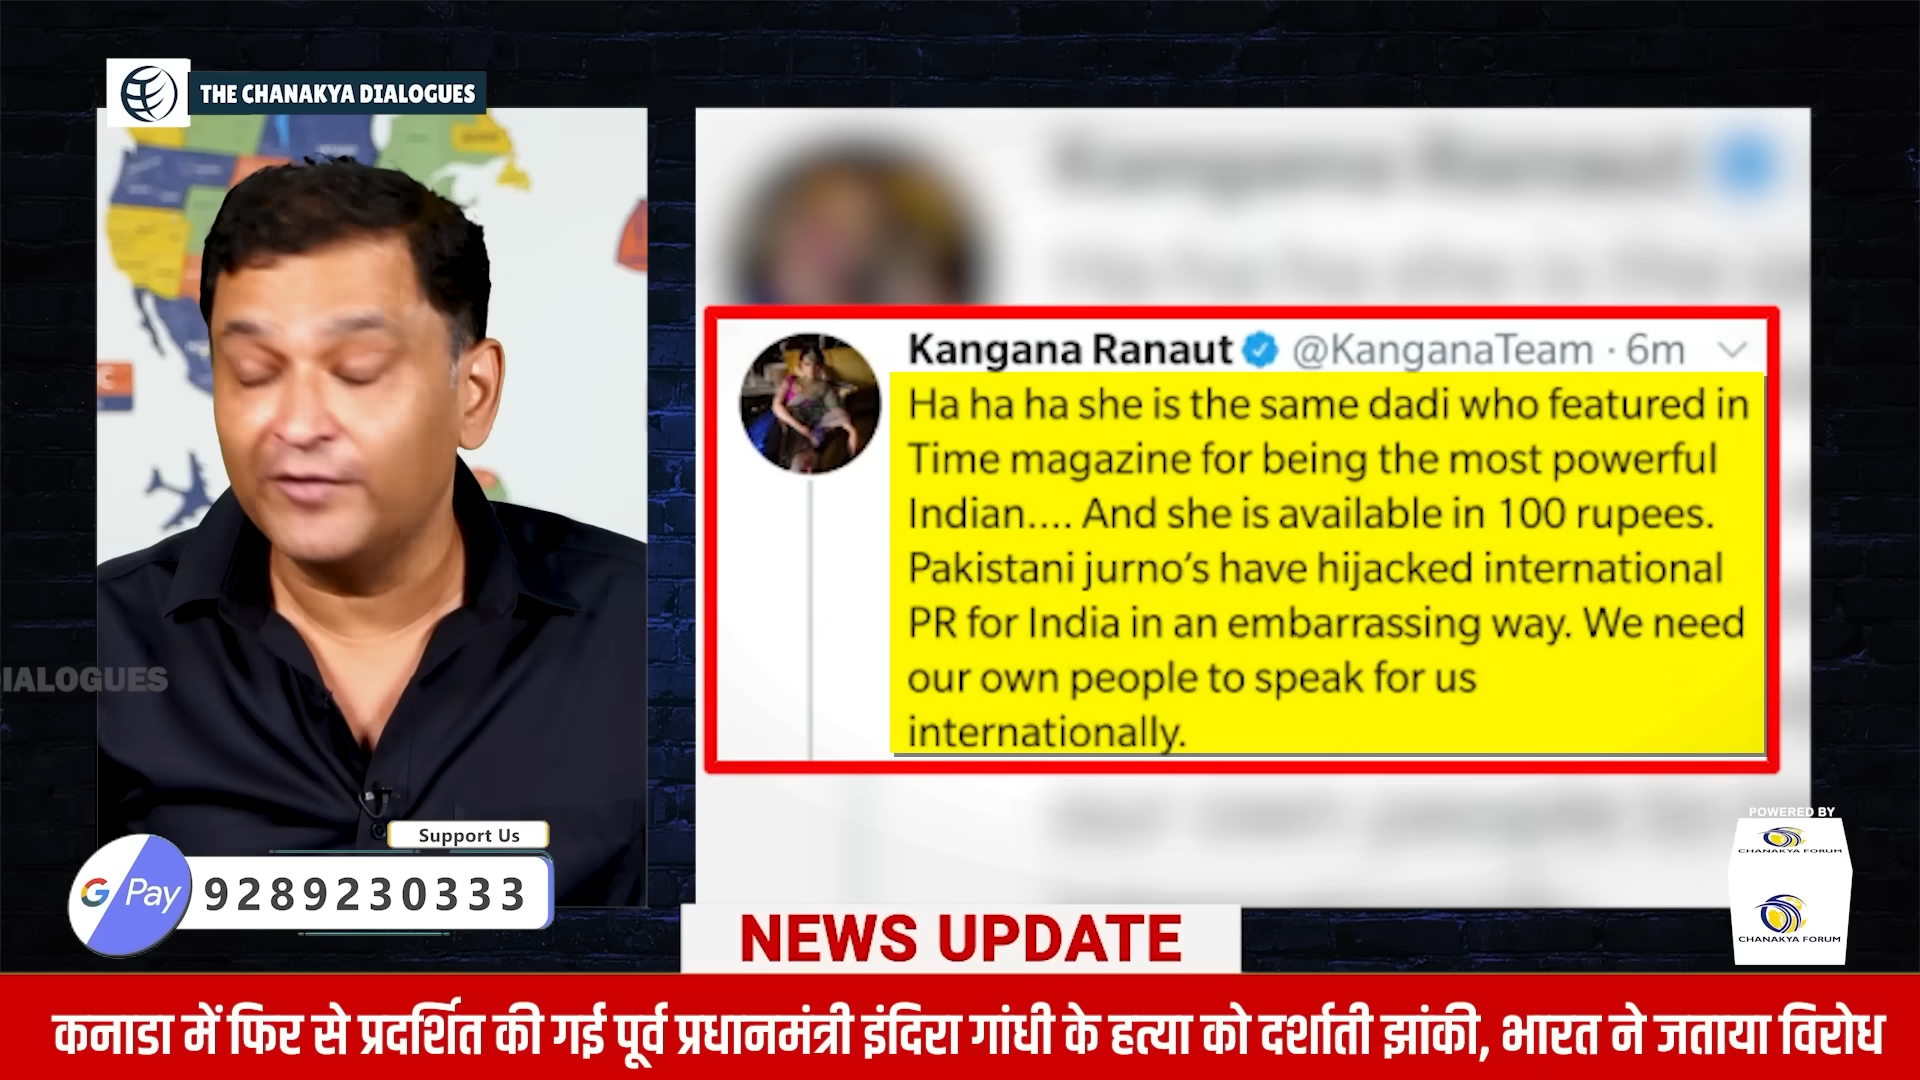 THE CHANAKYA DIALOGUES
Kangana Ranaut @KanganaTeam · 6m
Ha ha ha she is the same dadi who featured in
Time magazine for being the most powerful
Indian.... And she is available in 100 rupees.
Pakistani jurno's have hijacked international
PR for India in an embarrassing way. We need
our own people to speak for us
internationally.
IALOGUES
Support Us
G Pay 9289230333
POWERED BY
CHANAKYA FORUM
CHANAKYA FORUM
NEWS UPDATE
कनाडा में फिर से प्रदर्शित की गई पूर्व प्रधानमंत्री इंदिरा गांधी के हत्या को दर्शाती झांकी, भारत ने जताया विरोध